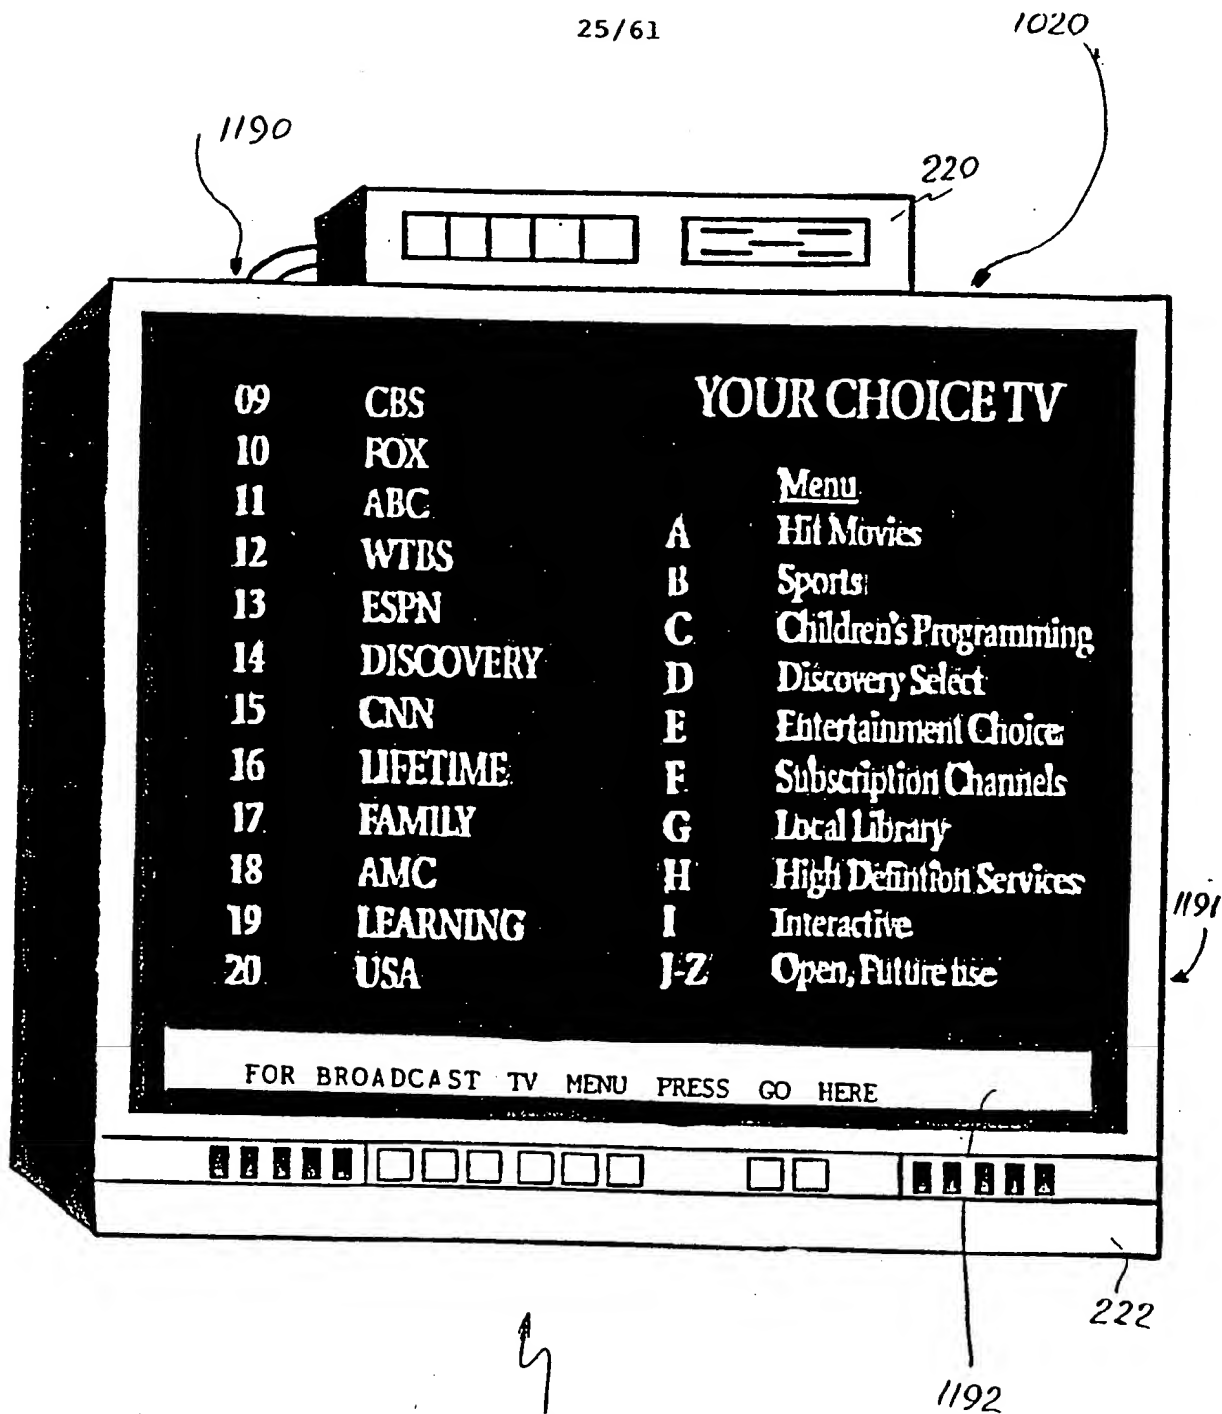 25/61
1020
1190
220
09 CBS
10 FOX
11 ABC
12 WTBS
13 ESPN
14 DISCOVERY
15 CNN
16 LIFETIME
17 FAMILY
18 AMC
19 LEARNING
20 USA
YOUR CHOICE TV
Menu
A Hit Movies
B Sports
C Children's Programming
D Discovery Select
E Entertainment Choice
F Subscription Channels
G Local Library
H High Defintion Services
I Interactive
J-Z Open, Future use
1191
FOR BROADCAST TV MENU PRESS GO HERE
222
1192